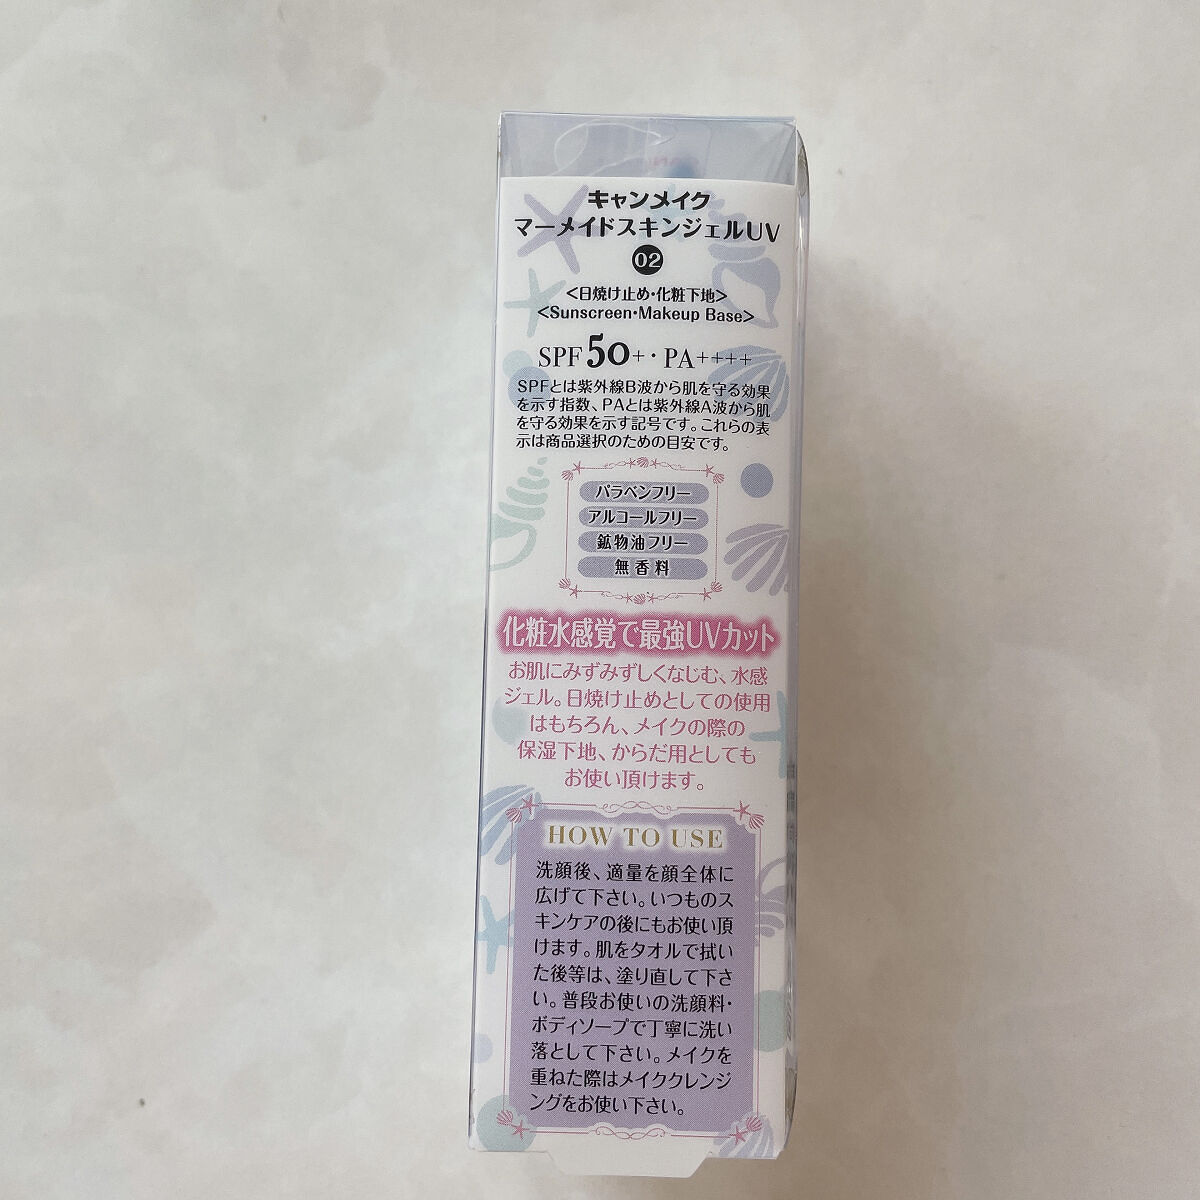 キャンメイク
マーメイドスキンジェルUV
02
<日焼け止め・化粧下地>
<Sunscreen・Makeup Base>
SPF50+・PA++++
SPFとは紫外線B波から肌を守る効果
を示す指数、PAとは紫外線A波から肌
を守る効果を示す記号です。これらの表
示は商品選択のための目安です。
パラベンフリー
アルコールフリー
鉱物油フリー
無香料
化粧水感覚で最強UVカット
お肌にみずみずしくなじむ、水感
ジェル。日焼け止めとしての使用
はもちろん、メイクの際の
保湿下地、からだ用としても
お使い頂けます。
HOW TO USE
洗顔後、適量を顔全体に
広げて下さい。いつものス
キンケアの後にもお使い頂
けます。肌をタオルで拭い
た後等は、塗り直して下さ
い。普段お使いの洗顔料・
ボディソープで丁寧に洗い
落として下さい。メイクを
重ねた際はメイククレンジ
ングをお使い下さい。